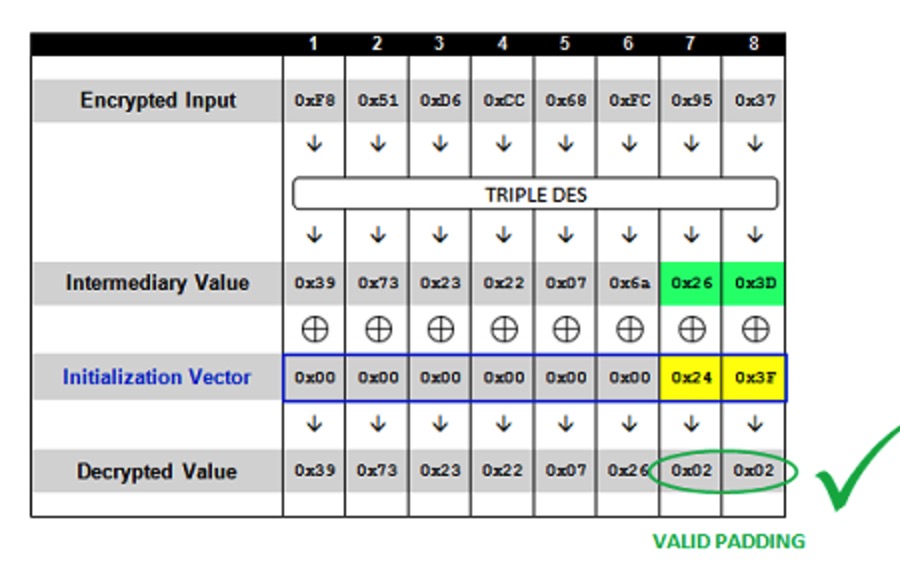 1 2 3 4 5 6 7 8
Encrypted Input 0xF8 0x51 0xD6 0xCC 0x68 0xFC 0x95 0x37
TRIPLE DES
Intermediary Value 0x39 0x73 0x23 0x22 0x07 0x6a 0x26 0x3D
Initialization Vector 0x00 0x00 0x00 0x00 0x00 0x00 0x24 0x3F
Decrypted Value 0x39 0x73 0x23 0x22 0x07 0x26 0x02 0x02
VALID PADDING